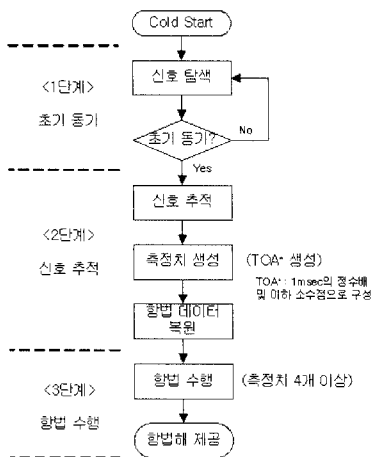 Cold Start
<1단계>
초기 동기
신호 탐색
초기 동기?
No
Yes
<2단계>
신호 추적
신호 추적
측정치 생성
(TOA* 생성)
TOA* : 1msec의 정수배
및 이하 소수점으로 구성
항법 데이터
복원
<3단계>
항법 수행
항법 수행
(측정치 4개 이상)
항법해 제공